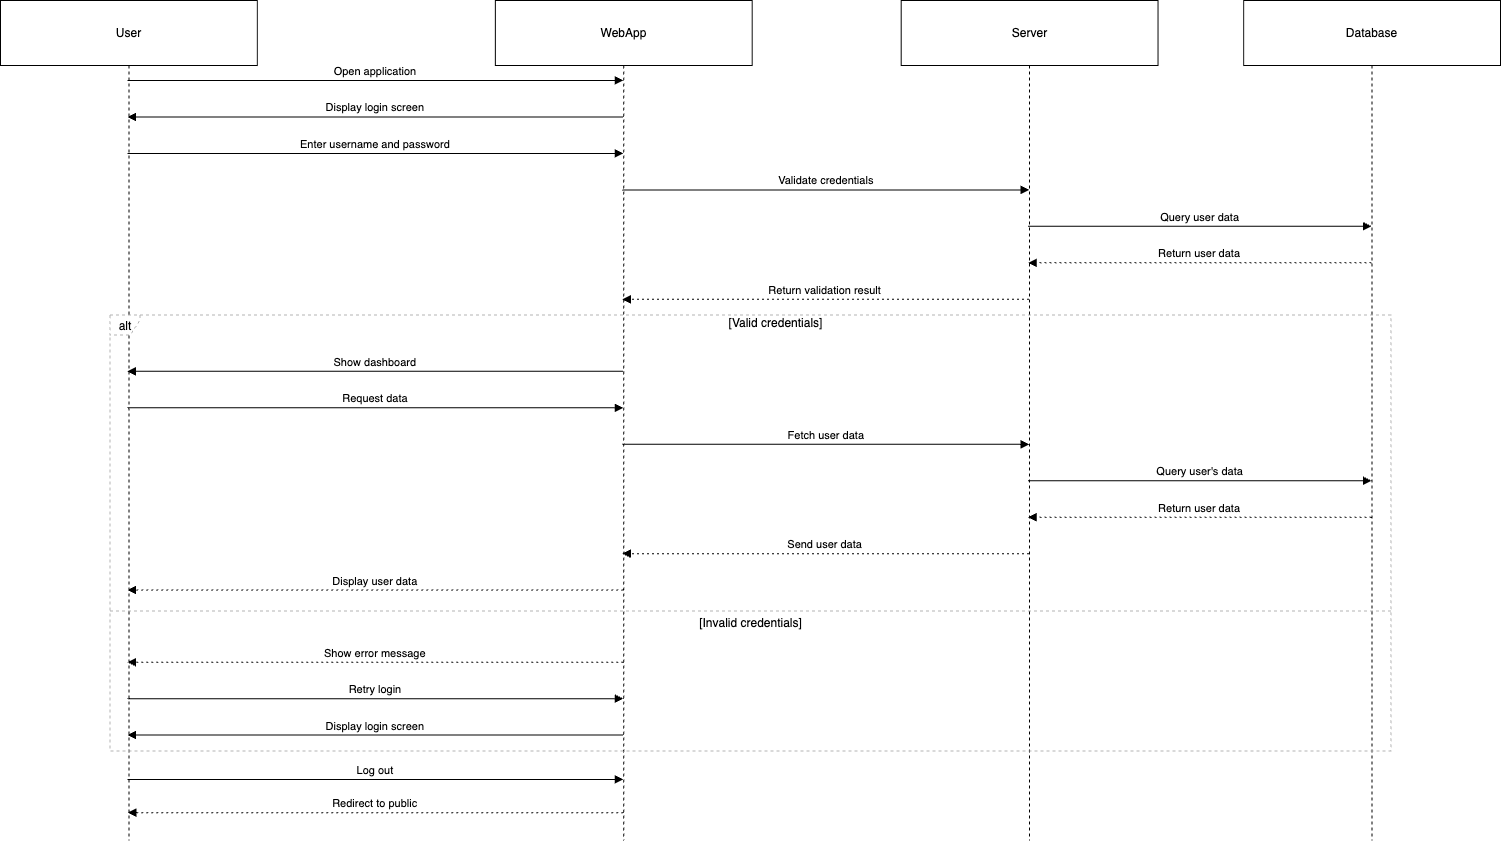 User
WebApp
Server
Database
Open application
Display login screen
Enter username and password
Validate credentials
Query user data
Return user data
Return validation result
alt
[Valid credentials]
Show dashboard
Request data
Fetch user data
Query user's data
Return user data
Send user data
Display user data
[Invalid credentials]
Show error message
Retry login
Display login screen
Log out
Redirect to public